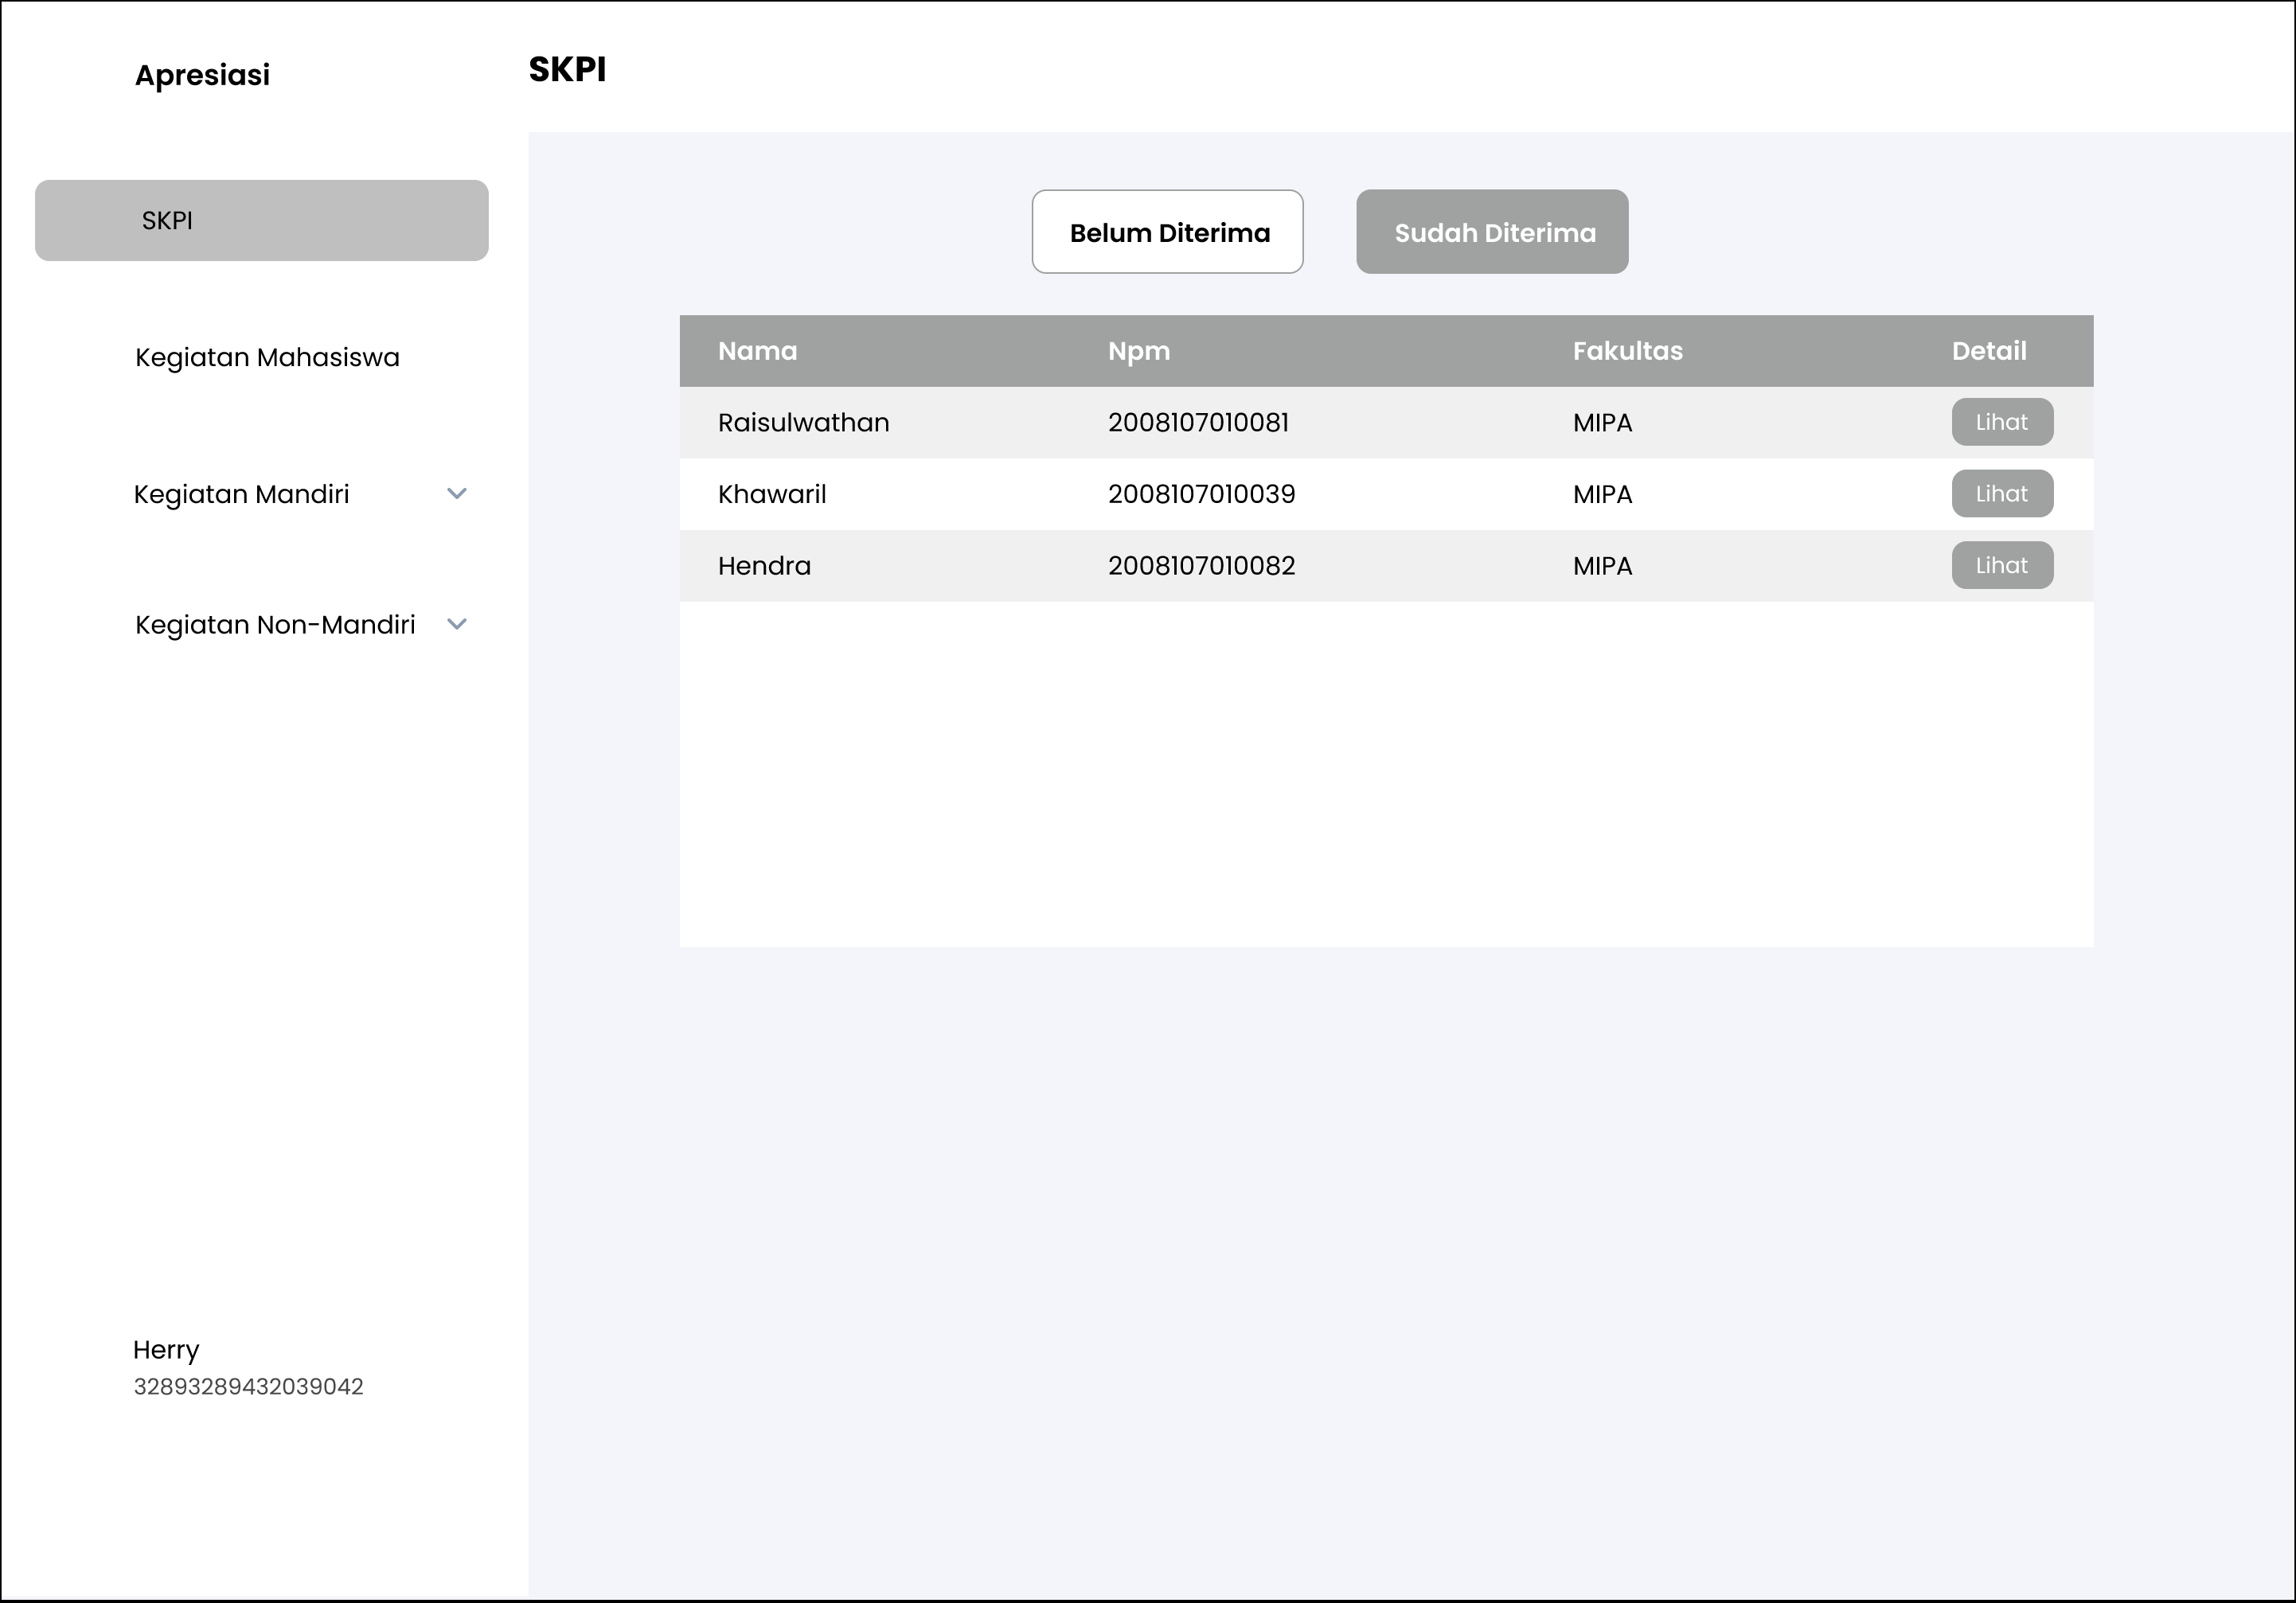 Apresiasi
SKPI
SKPI
Kegiatan Mahasiswa
Kegiatan Mandiri
Kegiatan Non-Mandiri
Herry
32893289432039042
Belum Diterima
Sudah Diterima
Nama Npm Fakultas Detail
Raisulwathan 2008107010081 MIPA Lihat
Khawaril 2008107010039 MIPA Lihat
Hendra 2008107010082 MIPA Lihat